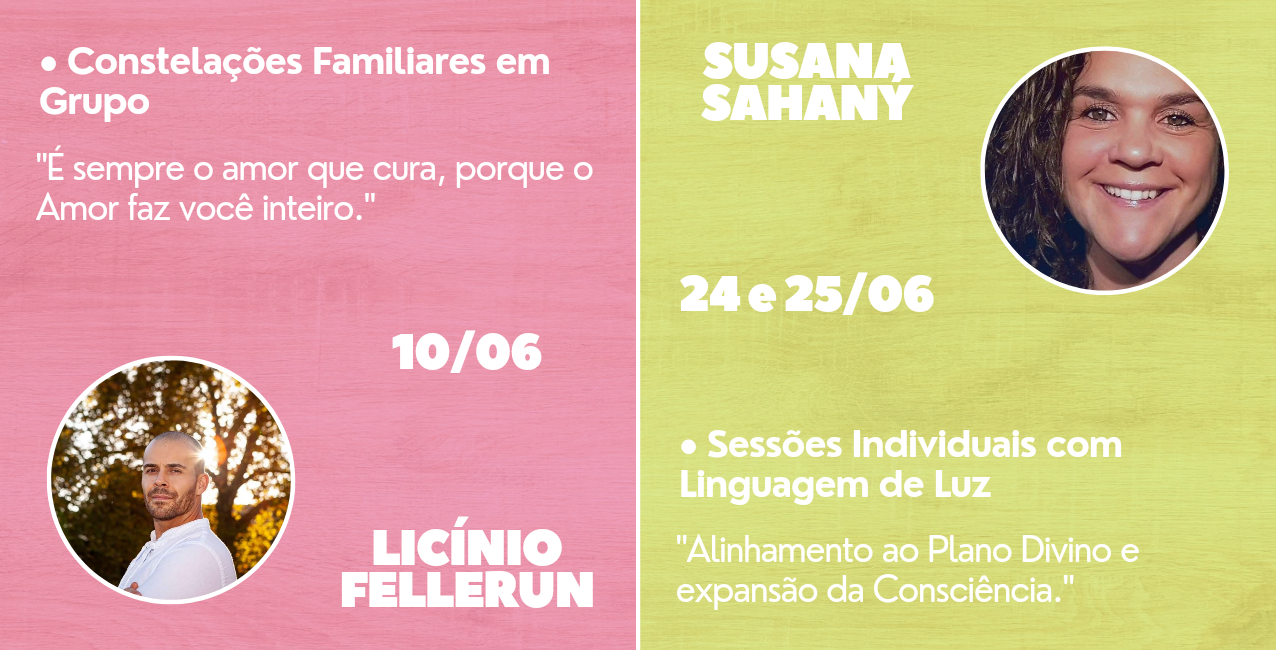 ● Constelações Familiares em
Grupo
"É sempre o amor que cura, porque o
Amor faz você inteiro."
10/06
LICÍNIO
FELLERUN
SUSANA
SAHANÝ
24 e 25/06
● Sessões Individuais com
Linguagem de Luz
"Alinhamento ao Plano Divino e
expansão da Consciência."